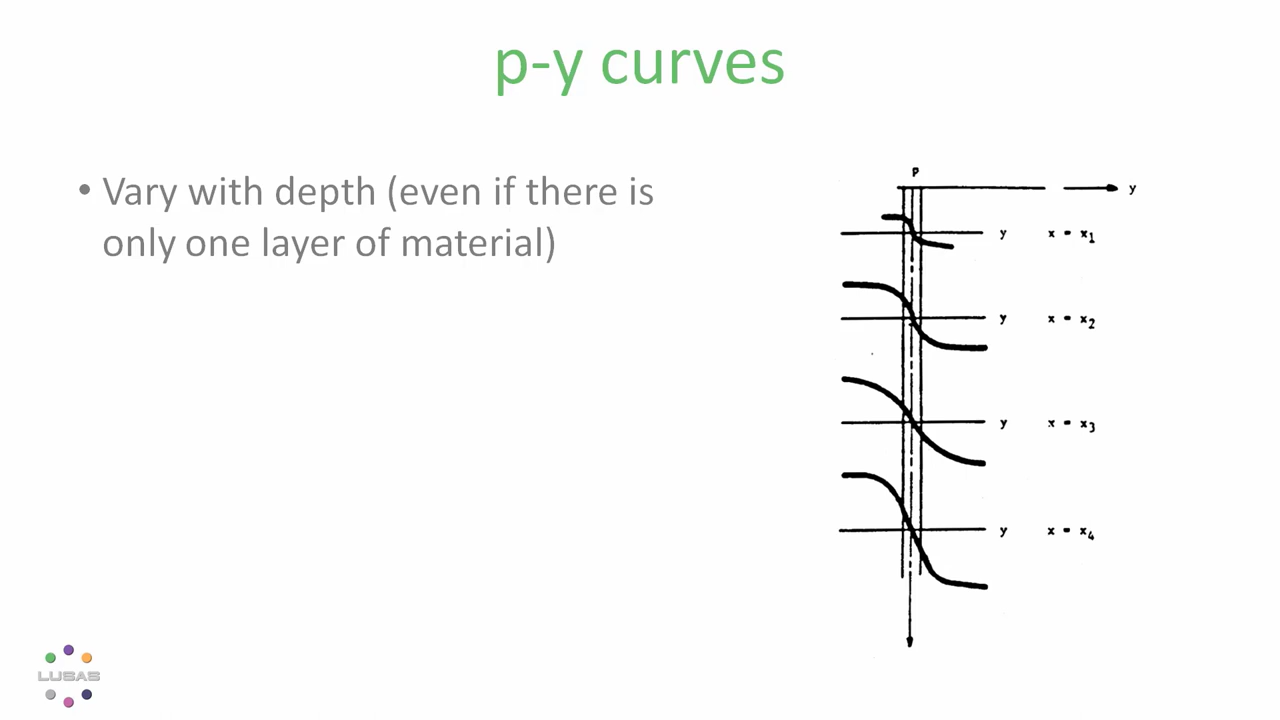 p-y curves
• Vary with depth (even if there is
only one layer of material)
P
y
y x = x₁
y x = x₂
y x = x₃
y x = x₄
LUSAS